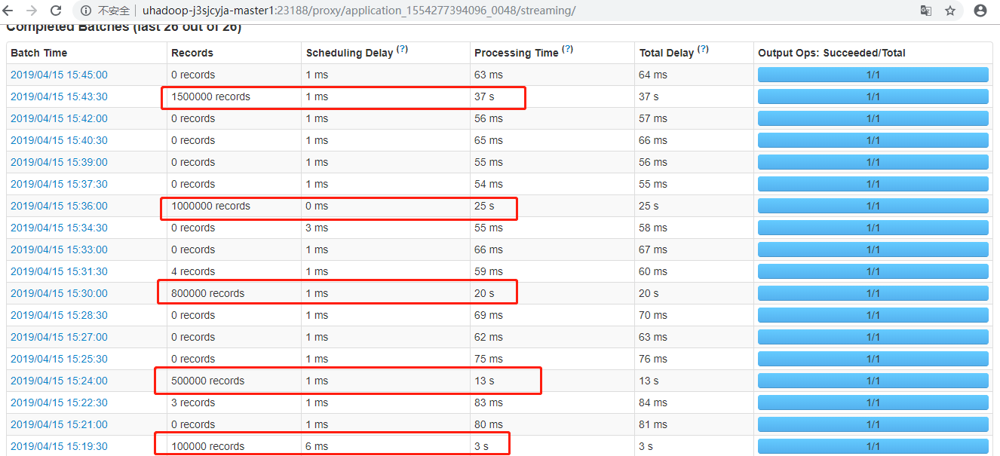 不安全 uhadoop-j3sjcyja-master1:23188/proxy/application_1554277394096_0048/streaming/
Completed Batches (last 26 out of 26)
Batch Time Records Scheduling Delay (?) Processing Time (?) Total Delay (?) Output Ops: Succeeded/Total
2019/04/15 15:45:00 0 records 1 ms 63 ms 64 ms 1/1
2019/04/15 15:43:30 1500000 records 1 ms 37 s 37 s 1/1
2019/04/15 15:42:00 0 records 1 ms 56 ms 57 ms 1/1
2019/04/15 15:40:30 0 records 1 ms 65 ms 66 ms 1/1
2019/04/15 15:39:00 0 records 1 ms 55 ms 56 ms 1/1
2019/04/15 15:37:30 0 records 1 ms 54 ms 55 ms 1/1
2019/04/15 15:36:00 1000000 records 0 ms 25 s 25 s 1/1
2019/04/15 15:34:30 0 records 3 ms 55 ms 58 ms 1/1
2019/04/15 15:33:00 0 records 1 ms 66 ms 67 ms 1/1
2019/04/15 15:31:30 4 records 1 ms 59 ms 60 ms 1/1
2019/04/15 15:30:00 800000 records 1 ms 20 s 20 s 1/1
2019/04/15 15:28:30 0 records 1 ms 69 ms 70 ms 1/1
2019/04/15 15:27:00 0 records 1 ms 62 ms 63 ms 1/1
2019/04/15 15:25:30 0 records 1 ms 75 ms 76 ms 1/1
2019/04/15 15:24:00 500000 records 1 ms 13 s 13 s 1/1
2019/04/15 15:22:30 3 records 1 ms 83 ms 84 ms 1/1
2019/04/15 15:21:00 0 records 1 ms 80 ms 81 ms 1/1
2019/04/15 15:19:30 100000 records 6 ms 3 s 3 s 1/1